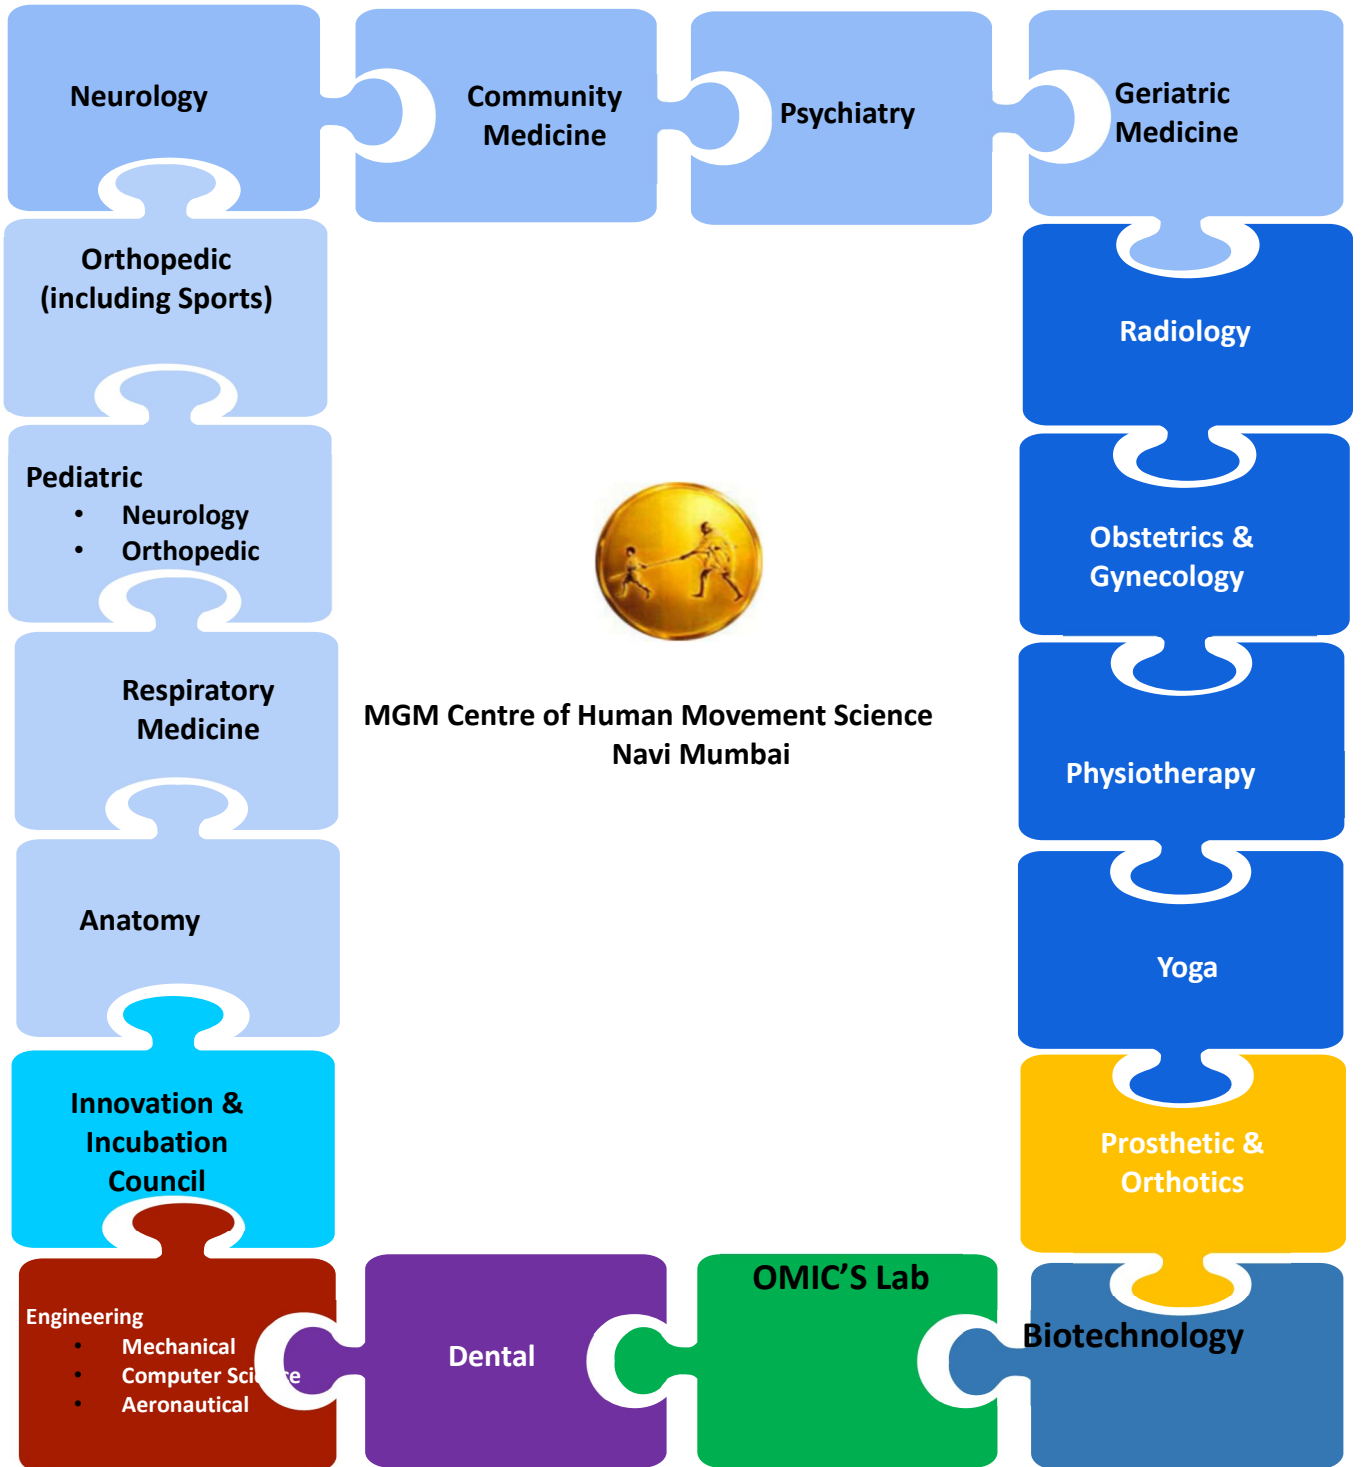 Neurology
Community
Medicine
Psychiatry
Geriatric
Medicine
Orthopedic
(including Sports)
Radiology
Pediatric
• Neurology
• Orthopedic
Obstetrics &
Gynecology
Respiratory
Medicine
MGM Centre of Human Movement Science
Navi Mumbai
Physiotherapy
Anatomy
Yoga
Innovation &
Incubation
Council
Prosthetic &
Orthotics
Engineering
• Mechanical
• Computer Science
• Aeronautical
Dental
OMIC'S Lab
Biotechnology